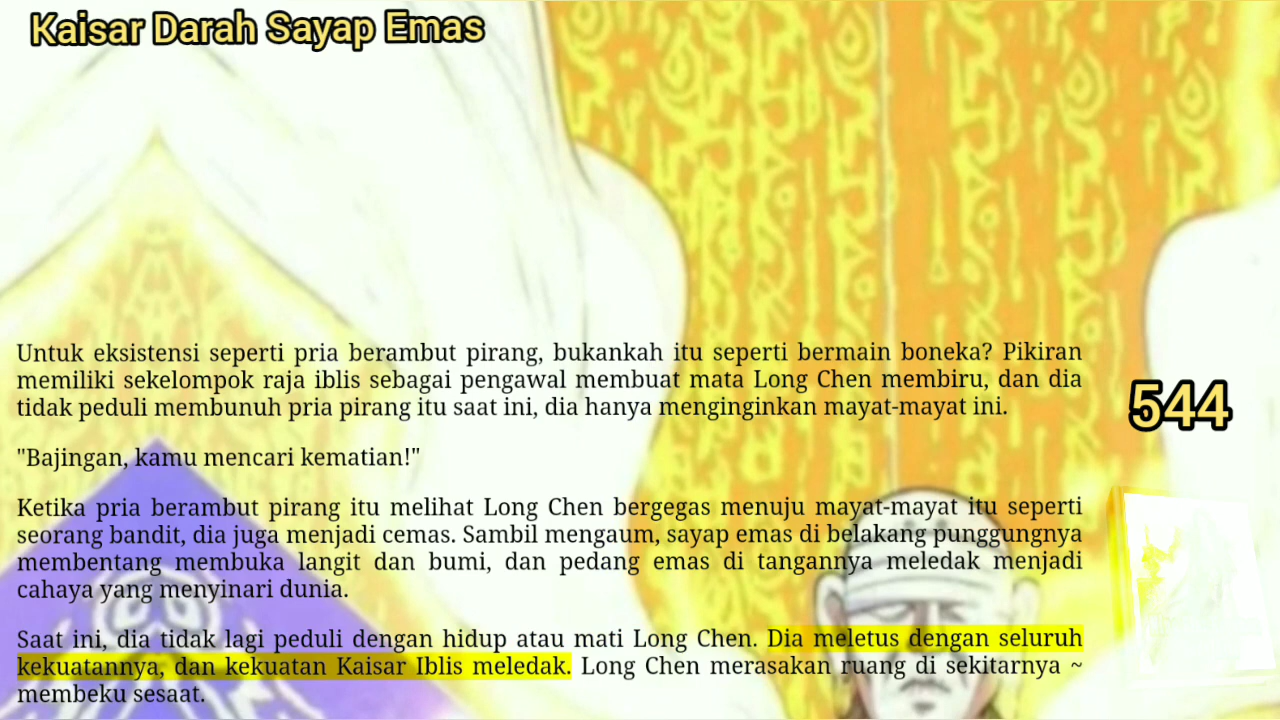 Kaisar Darah Sayap Emas
Untuk eksistensi seperti pria berambut pirang, bukankah itu seperti bermain boneka? Pikiran
memiliki sekelompok raja iblis sebagai pengawal membuat mata Long Chen membiru, dan dia
tidak peduli membunuh pria pirang itu saat ini, dia hanya menginginkan mayat-mayat ini.
544
"Bajingan, kamu mencari kematian!"
Ketika pria berambut pirang itu melihat Long Chen bergegas menuju mayat-mayat itu seperti
seorang bandit, dia juga menjadi cemas. Sambil mengaum, sayap emas di belakang punggungnya
membentang membuka langit dan bumi, dan pedang emas di tangannya meledak menjadi
cahaya yang menyinari dunia.
Saat ini, dia tidak lagi peduli dengan hidup atau mati Long Chen. Dia meletus dengan seluruh
kekuatannya, dan kekuatan Kaisar Iblis meledak. Long Chen merasakan ruang di sekitarnya ~
membeku sesaat.